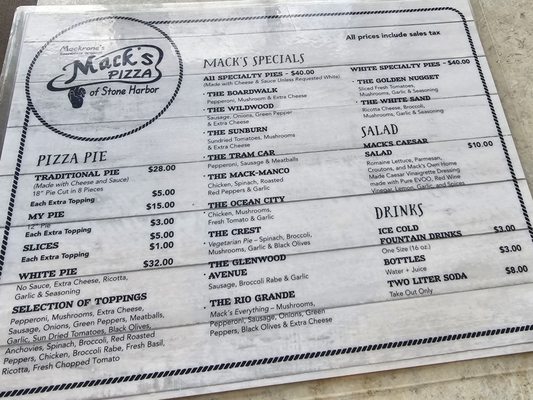 Mackrone's
Mack's
PIZZA
of Stone Harbor
All prices include sales tax
PIZZA PIE
TRADITIONAL PIE $28.00
(Made with Cheese and Sauce)
18" Pie Cut in 8 Pieces
Each Extra Topping $5.00
MY PIE $15.00
12" Pie
Each Extra Topping $3.00
SLICES $5.00
Each Extra Topping $1.00
WHITE PIE $32.00
No Sauce, Extra Cheese, Ricotta,
Garlic & Seasoning
SELECTION OF TOPPINGS
Pepperoni, Mushrooms, Extra Cheese,
Sausage, Onions, Green Peppers, Meatballs,
Garlic, Sun Dried Tomatoes, Black Olives,
Anchovies, Spinach, Broccoli, Red Roasted
Peppers, Chicken, Broccoli Rabe, Fresh Basil,
Ricotta, Fresh Chopped Tomato
MACK'S SPECIALS
All SPECIALTY PIES - $40.00
(Made with Cheese & Sauce Unless Requested White)
· THE BOARDWALK
Pepperoni, Mushroom & Extra Cheese
· THE WILDWOOD
Sausage, Onions, Green Pepper
& Extra Cheese
· THE SUNBURN
Sundried Tomatoes, Mushrooms
& Extra Cheese
· THE TRAM CAR
Pepperoni, Sausage & Meatballs
· THE MACK-MANCO
Chicken, Spinach, Roasted
Red Peppers & Garlic
· THE OCEAN CITY
Chicken, Mushrooms,
Fresh Tomato & Garlic
· THE CREST
Vegetarian Pie - Spinach, Broccoli,
Mushrooms, Garlic & Black Olives
· THE GLENWOOD
AVENUE
Sausage, Broccoli Rabe & Garlic
· THE RIO GRANDE
Mack's Everything – Mushrooms,
Pepperoni, Sausage, Onions, Green
Peppers, Black Olives & Extra Cheese
WHITE SPECIALTY PIES - $40.00
· THE GOLDEN NUGGET
Sliced Fresh Tomatoes,
Mushrooms, Garlic & Seasoning
· THE WHITE SAND
Ricotta Cheese, Broccoli,
Mushrooms, Garlic & Seasoning
SALAD
MACK'S CAESAR $10.00
SALAD
Romaine Lettuce, Parmesan,
Croutons, and Mack's Own Home
Made Caesar Vinaigrette Dressing
made with Pure EVOO, Red Wine
Vinegar, Lemon, Garlic, and Spices
DRINKS
ICE COLD
FOUNTAIN DRINKS $3.00
One Size (16 oz.)
BOTTLES $3.00
Water + Juice
TWO LITER SODA $8.00
Take Out Only